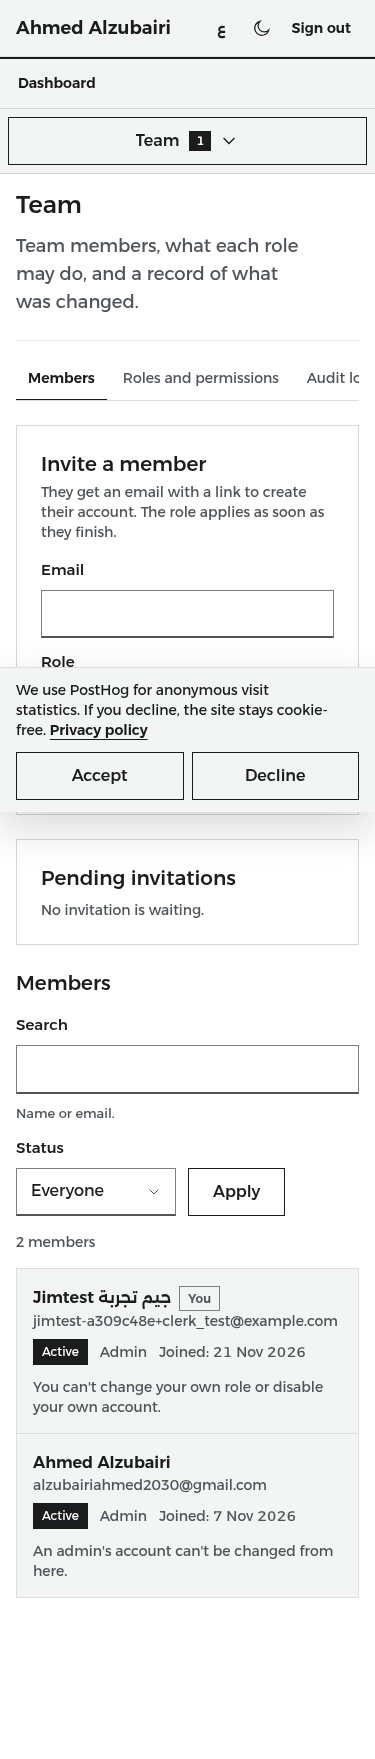 Ahmed Alzubairi
ع
Sign out
Dashboard
Team 1
Team
Team members, what each role
may do, and a record of what
was changed.
Members
Roles and permissions
Audit lo
Invite a member
They get an email with a link to create
their account. The role applies as soon as
they finish.
Email
Role
We use PostHog for anonymous visit
statistics. If you decline, the site stays cookie-
free. Privacy policy
Accept
Decline
Pending invitations
No invitation is waiting.
Members
Search
Name or email.
Status
Everyone
Apply
2 members
Jimtest جيم تجربة You
jimtest-a309c48e+clerk_test@example.com
Active Admin Joined: 21 Nov 2026
You can't change your own role or disable
your own account.
Ahmed Alzubairi
alzubairiahmed2030@gmail.com
Active Admin Joined: 7 Nov 2026
An admin's account can't be changed from
here.